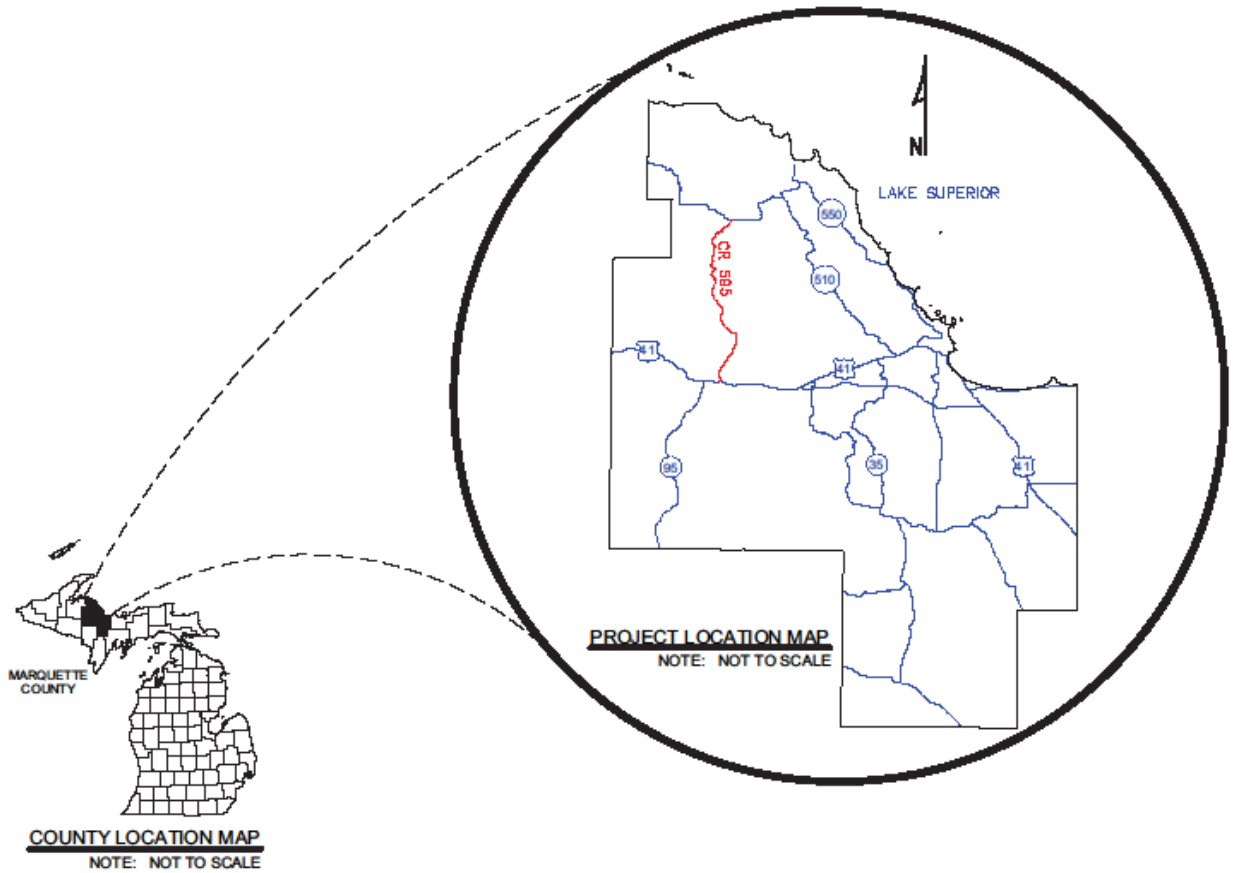 N
LAKE SUPERIOR
550
CR 595
510
41
41
95
35
41
PROJECT LOCATION MAP
NOTE: NOT TO SCALE
MARQUETTE
COUNTY
COUNTY LOCATION MAP
NOTE: NOT TO SCALE